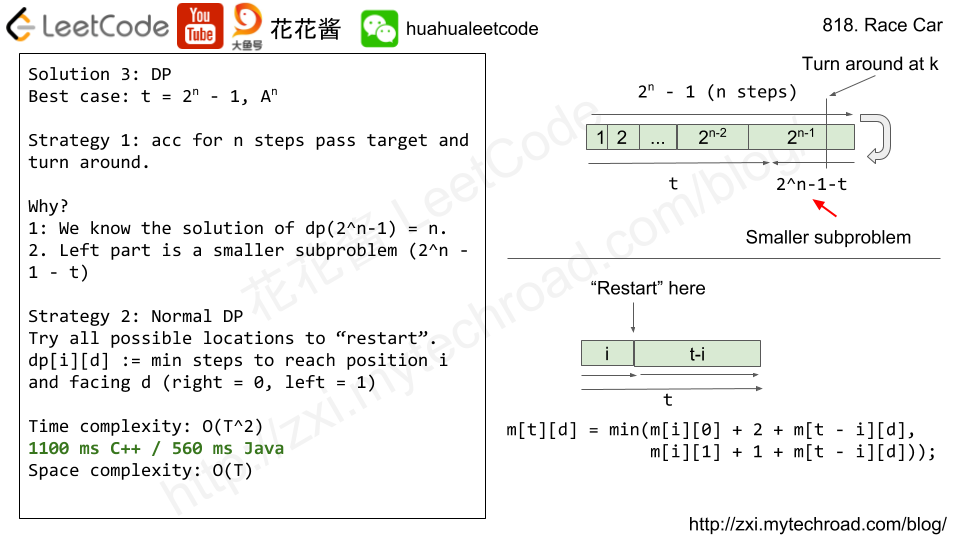 LeetCode
You
Tube
大鱼号
花花酱
huahualeetcode
818. Race Car
Solution 3: DP
Best case: t = 2ⁿ - 1, Aⁿ
Strategy 1: acc for n steps pass target and
turn around.
Why?
1: We know the solution of dp(2^n-1) = n.
2. Left part is a smaller subproblem (2^n -
1 - t)
Strategy 2: Normal DP
Try all possible locations to “restart”.
dp[i][d] := min steps to reach position i
and facing d (right = 0, left = 1)
Time complexity: O(T^2)
1100 ms C++ / 560 ms Java
Space complexity: O(T)
Turn around at k
2ⁿ - 1 (n steps)
1 2 ... 2ⁿ⁻² 2ⁿ⁻¹
t 2^n-1-t
Smaller subproblem
“Restart” here
i t-i
t
m[t][d] = min(m[i][0] + 2 + m[t - i][d],
m[i][1] + 1 + m[t - i][d]));
http://zxi.mytechroad.com/blog/
花花酱 LeetCode
http://zxi.mytechroad.com/blog/